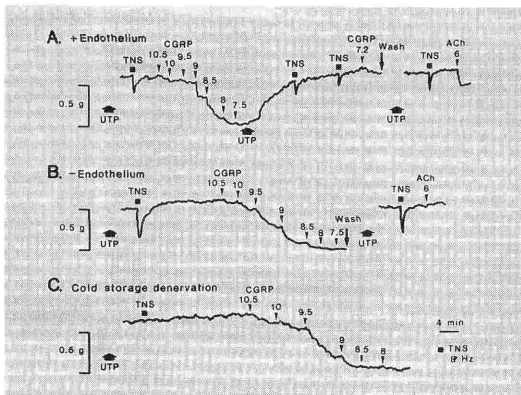 A. + Endothelium
CGRP
10.5 10 9.5 9
TNS
8.5
8
7.5
UTP
0.5 g
UTP
TNS
TNS
CGRP
7.2
Wash
UTP
TNS
ACh
6
B. − Endothelium
TNS
CGRP
10.5 10 9.5
9
8.5 8 7.5
Wash
0.5 g
UTP
UTP
TNS
ACh
6
C. Cold storage denervation
TNS
CGRP
10.5
10
9.5
9
8.5 8
0.5 g
UTP
4 min
TNS
8 Hz